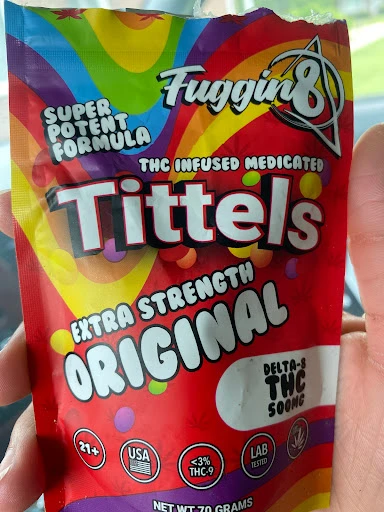 Fuggin8
SUPER
POTENT
FORMULA
THC INFUSED MEDICATED
Tittels
EXTRA STRENGTH
ORIGINAL
DELTA-8
THC
500MG
21+
USA
<3%
THC-9
LAB
TESTED
NET WT 70 GRAMS